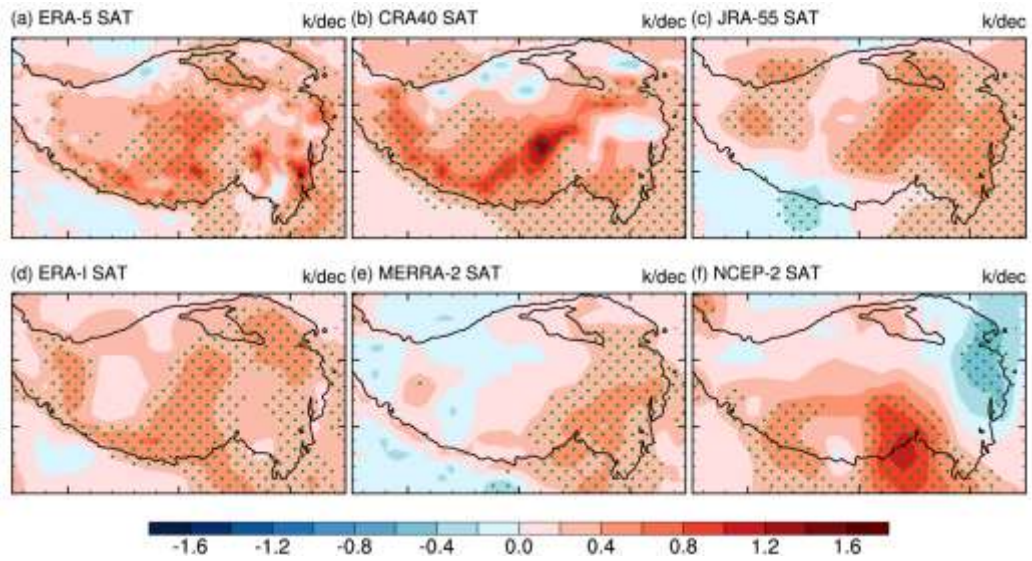 (a) ERA-5 SAT k/dec (b) CRA40 SAT k/dec (c) JRA-55 SAT k/dec
(d) ERA-I SAT k/dec (e) MERRA-2 SAT k/dec (f) NCEP-2 SAT k/dec
-1.6 -1.2 -0.8 -0.4 0.0 0.4 0.8 1.2 1.6